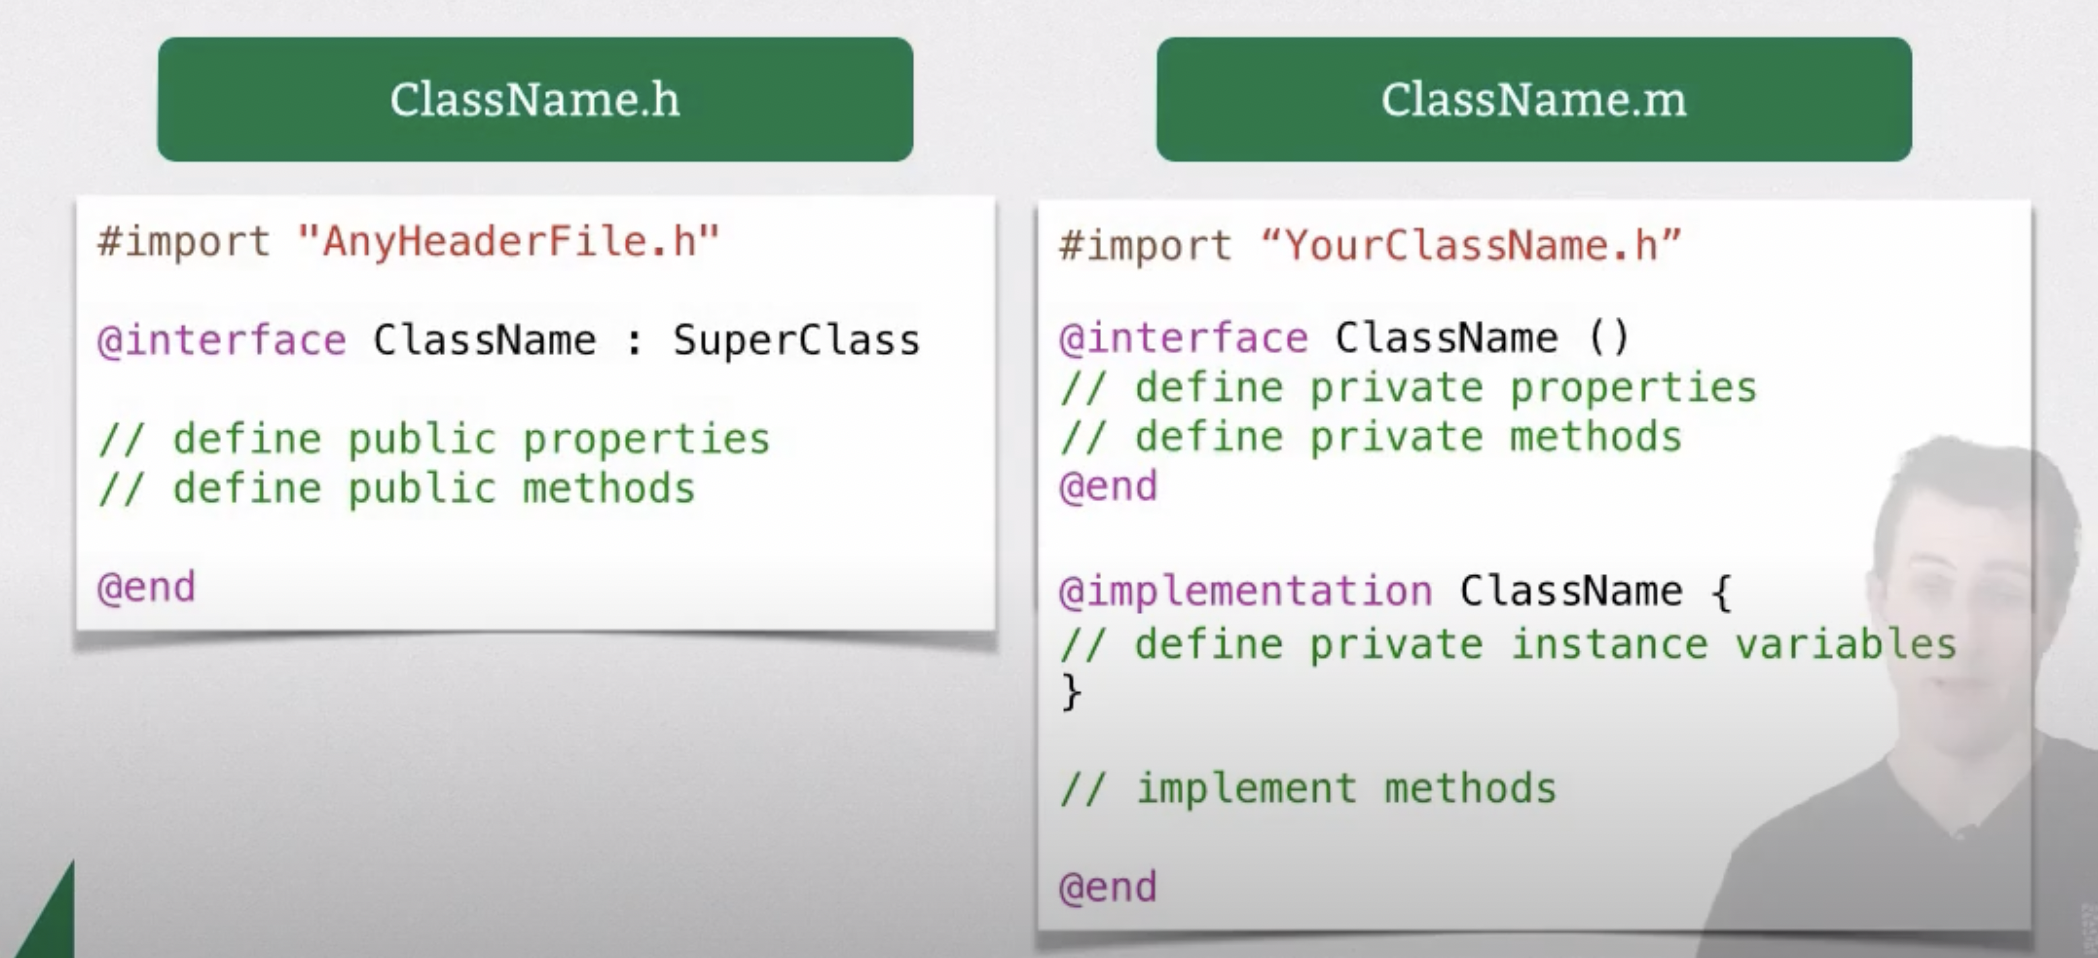 ClassName.h
#import "AnyHeaderFile.h"
@interface ClassName : SuperClass
// define public properties
// define public methods
@end
ClassName.m
#import “YourClassName.h”
@interface ClassName ()
// define private properties
// define private methods
@end
@implementation ClassName {
// define private instance variables
}
// implement methods
@end